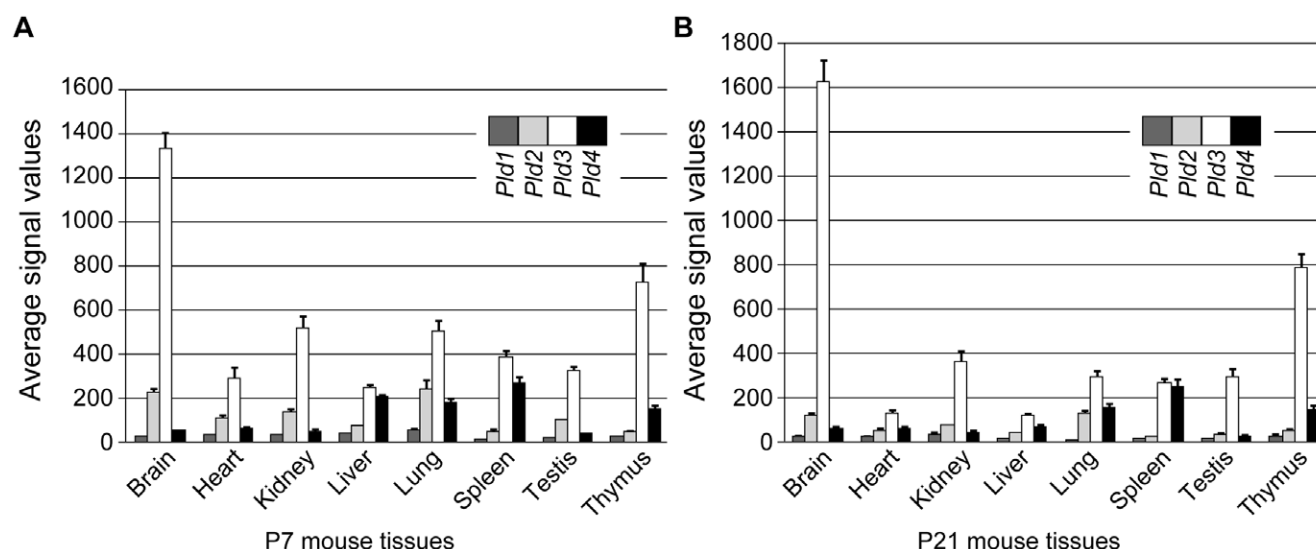 A
Average signal values
1600
1400
1200
1000
800
600
400
200
0
Pld1
Pld2
Pld3
Pld4
Brain
Heart
Kidney
Liver
Lung
Spleen
Testis
Thymus
P7 mouse tissues
B
Average signal values
1800
1600
1400
1200
1000
800
600
400
200
0
Pld1
Pld2
Pld3
Pld4
Brain
Heart
Kidney
Liver
Lung
Spleen
Testis
Thymus
P21 mouse tissues